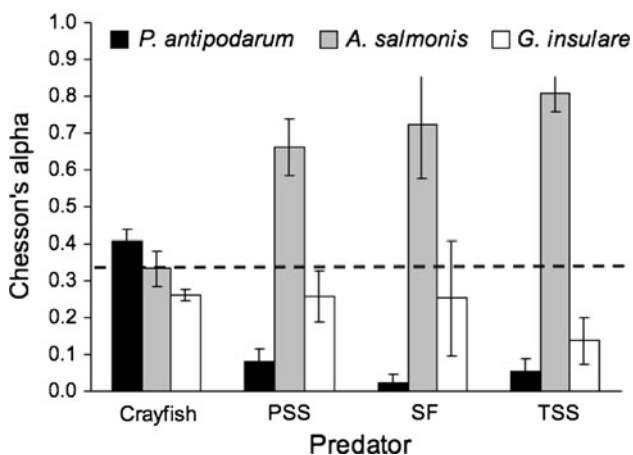 P. antipodarum A. salmonis G. insulare
Chesson's alpha
1.0
0.9
0.8
0.7
0.6
0.5
0.4
0.3
0.2
0.1
0.0
Crayfish PSS SF TSS
Predator